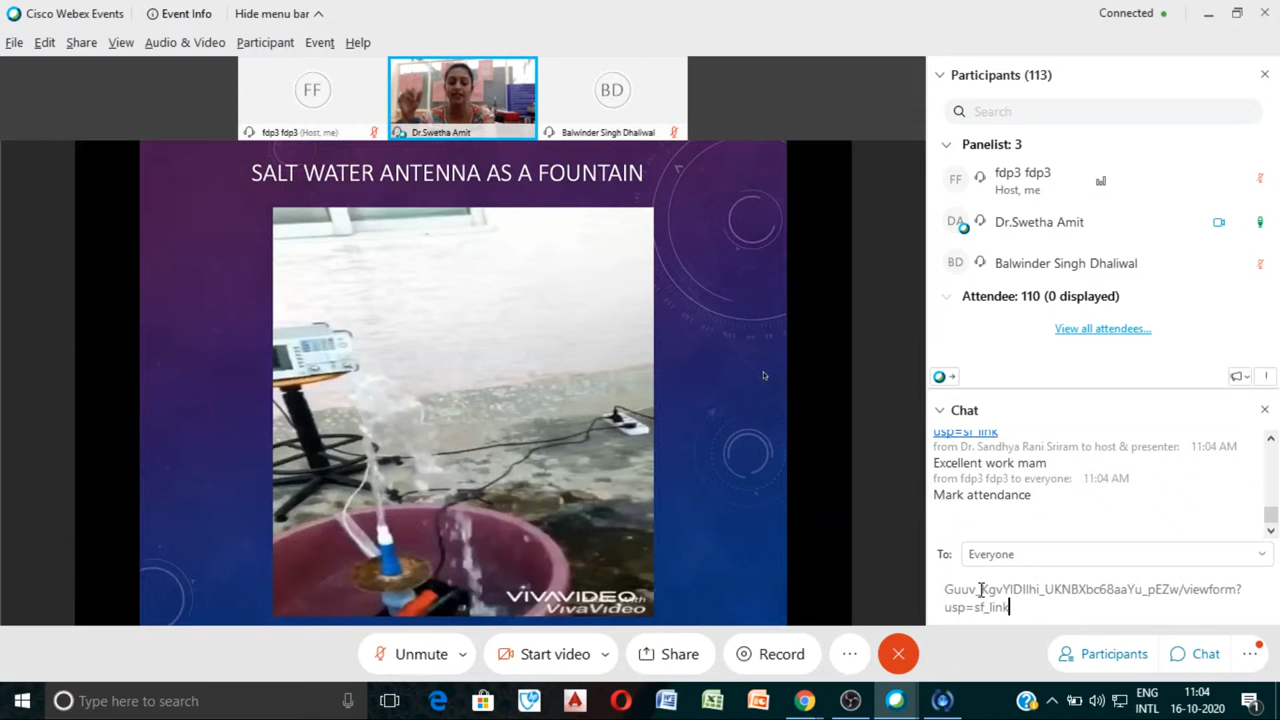 Cisco Webex Events
Event Info
Hide menu bar
Connected
File Edit Share View Audio & Video Participant Event Help
FF
BD
fdp3 fdp3 (Host, me)
Dr.Swetha Amit
Balwinder Singh Dhaliwal
SALT WATER ANTENNA AS A FOUNTAIN
VIVAVIDEO
VivaVideo
Participants (113)
Search
Panelist: 3
FF
fdp3 fdp3
Host, me
DA
Dr.Swetha Amit
BD
Balwinder Singh Dhaliwal
Attendee: 110 (0 displayed)
View all attendees...
Chat
usp=sf_link
from Dr. Sandhya Rani Sriram to host & presenter: 11:04 AM
Excellent work mam
from fdp3 fdp3 to everyone: 11:04 AM
Mark attendance
To: Everyone
usp=sf_link
Unmute
Start video
Share
Record
Participants
Chat
Type here to search
ENG
INTL
11:04
16-10-2020